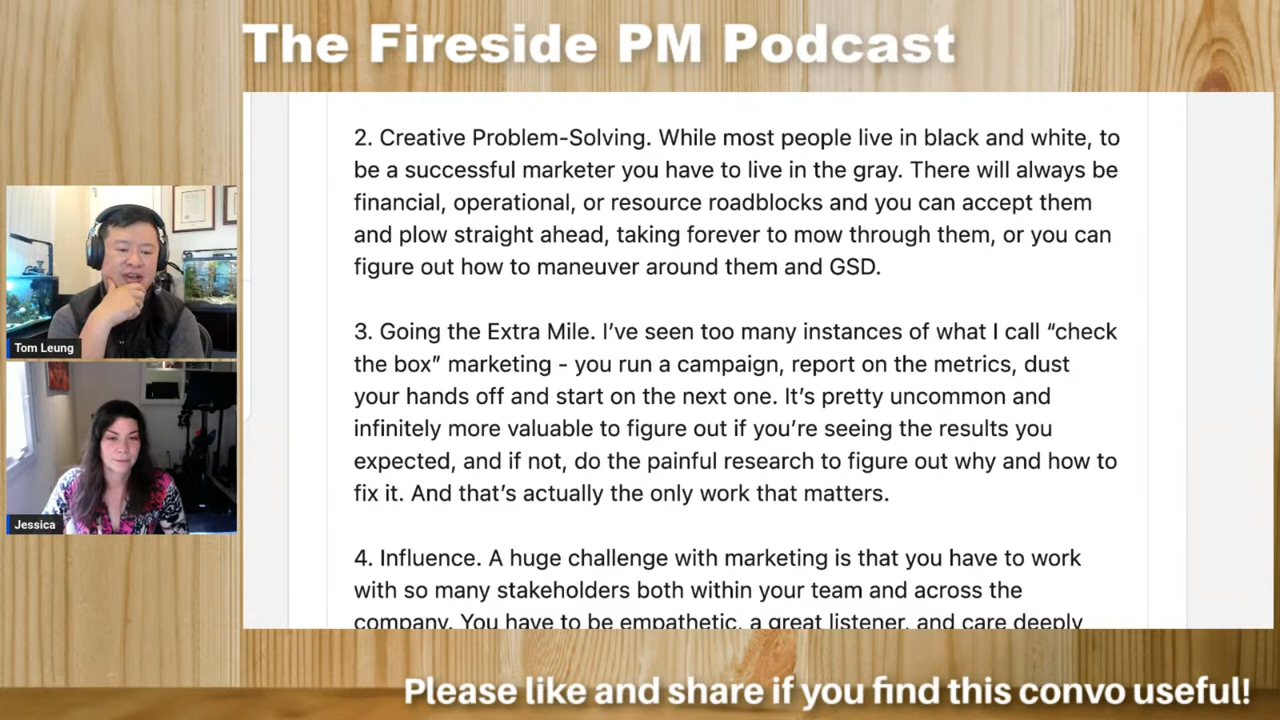 The Fireside PM Podcast
2. Creative Problem-Solving. While most people live in black and white, to
be a successful marketer you have to live in the gray. There will always be
financial, operational, or resource roadblocks and you can accept them
and plow straight ahead, taking forever to mow through them, or you can
figure out how to maneuver around them and GSD.
3. Going the Extra Mile. I’ve seen too many instances of what I call “check
the box” marketing - you run a campaign, report on the metrics, dust
your hands off and start on the next one. It’s pretty uncommon and
infinitely more valuable to figure out if you’re seeing the results you
expected, and if not, do the painful research to figure out why and how to
fix it. And that’s actually the only work that matters.
4. Influence. A huge challenge with marketing is that you have to work
with so many stakeholders both within your team and across the
company. You have to be empathetic, a great listener, and care deeply
Tom Leung
Jessica
Please like and share if you find this convo useful!